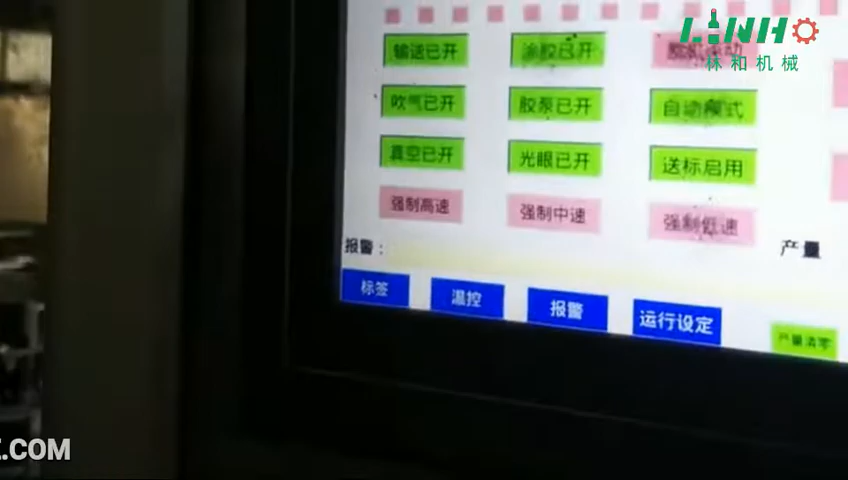 LINHO
林和机械
输送已开 涂胶已开
吹气已开 胶泵已开 自动模式
真空已开 光眼已开 送标启用
强制高速 强制中速 强制低速
报警： 产量
标签 温控 报警 运行设定
产量清零
Z.COM